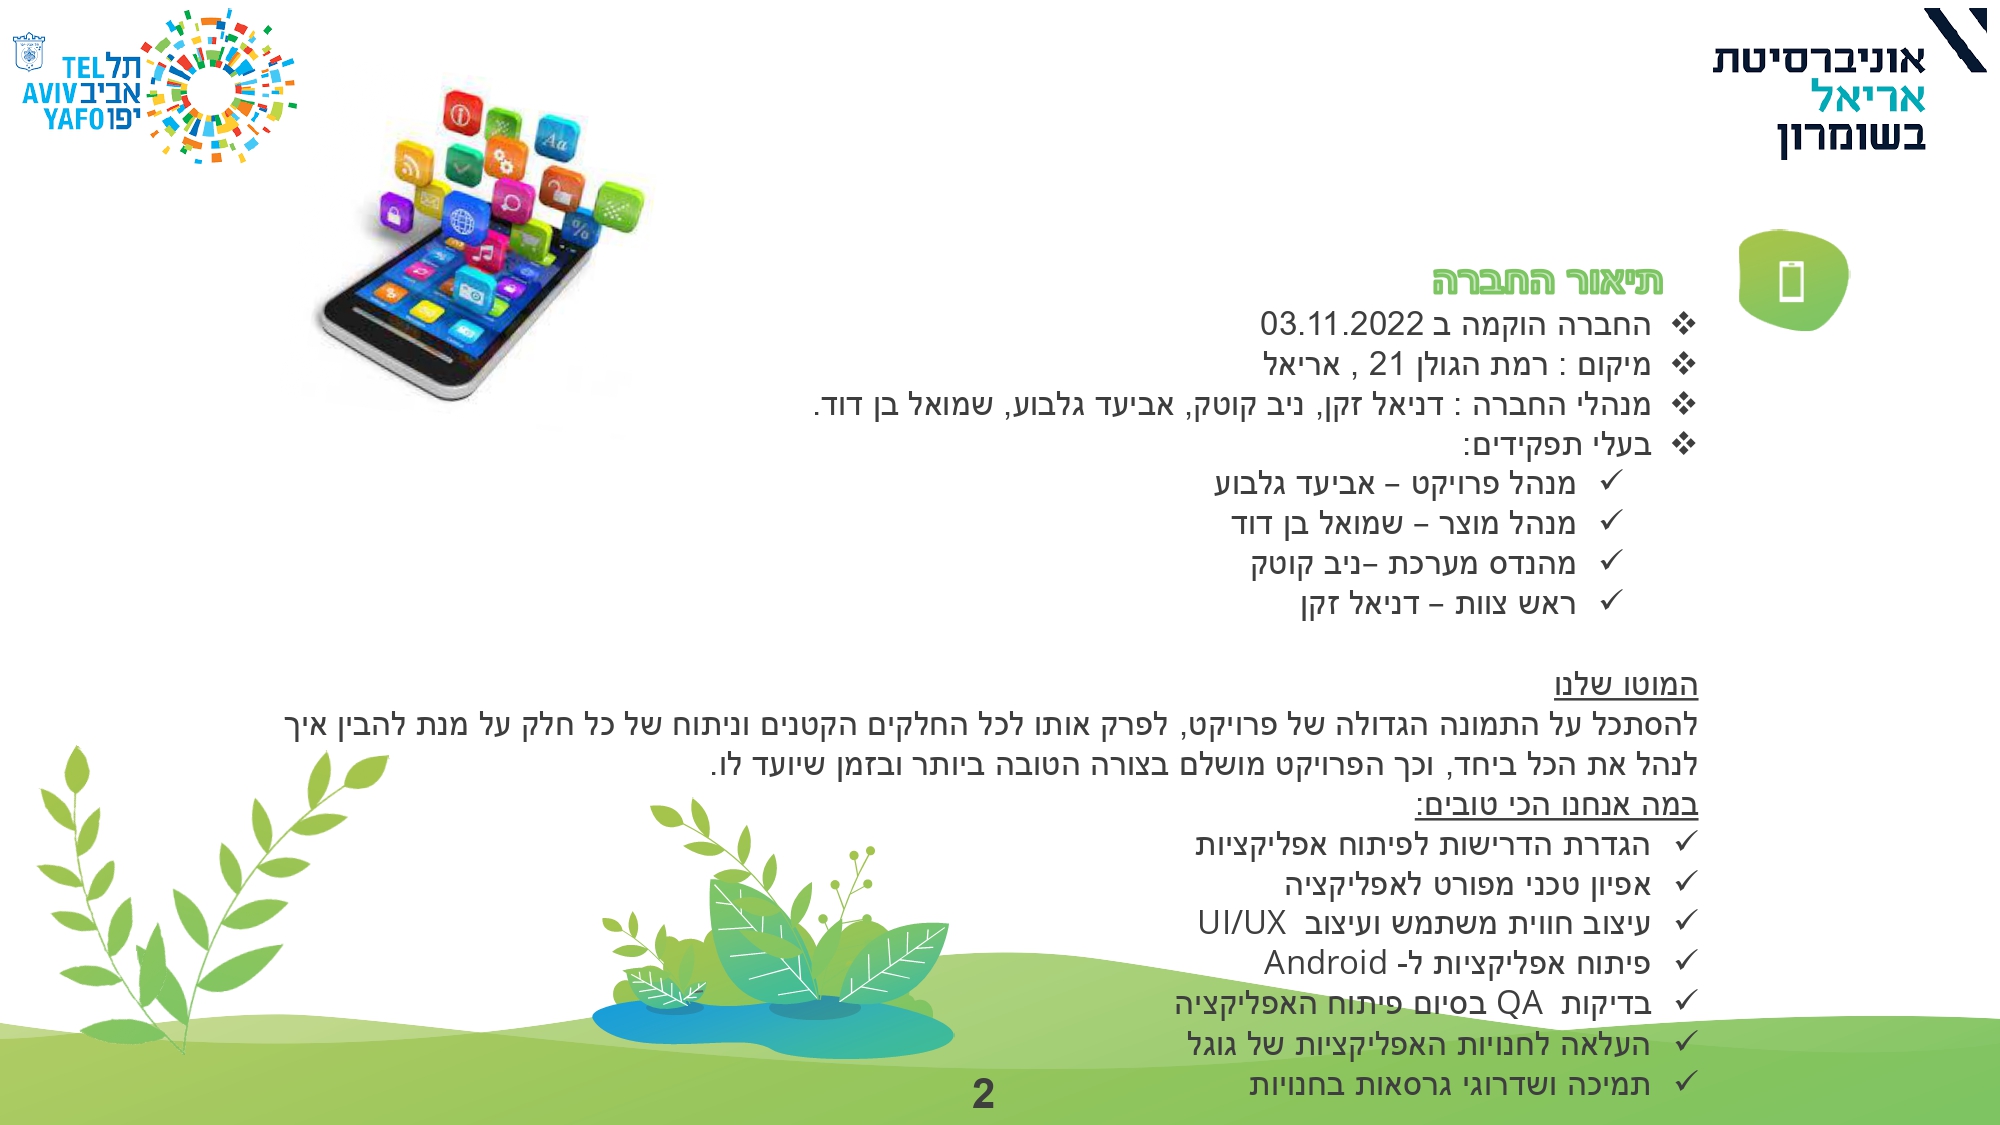 תל TEL
אביב AVIV
יפו YAFO
אוניברסיטת
אריאל
בשומרון
Aa
%
תיאור החברה
❖ החברה הוקמה ב 03.11.2022
❖ מיקום : רמת הגולן 21 , אריאל
❖ מנהלי החברה : דניאל זקן, ניב קוטק, אביעד גלבוע, שמואל בן דוד.
❖ בעלי תפקידים:
✓ מנהל פרויקט – אביעד גלבוע
✓ מנהל מוצר – שמואל בן דוד
✓ מהנדס מערכת –ניב קוטק
✓ ראש צוות – דניאל זקן
המוטו שלנו
להסתכל על התמונה הגדולה של פרויקט, לפרק אותו לכל החלקים הקטנים וניתוח של כל חלק על מנת להבין איך
לנהל את הכל ביחד, וכך הפרויקט מושלם בצורה הטובה ביותר ובזמן שיועד לו.
במה אנחנו הכי טובים:
✓ הגדרת הדרישות לפיתוח אפליקציות
✓ אפיון טכני מפורט לאפליקציה
✓ עיצוב חווית משתמש ועיצוב UI/UX
✓ פיתוח אפליקציות ל- Android
✓ בדיקות QA בסיום פיתוח האפליקציה
✓ העלאה לחנויות האפליקציות של גוגל
✓ תמיכה ושדרוגי גרסאות בחנויות
2